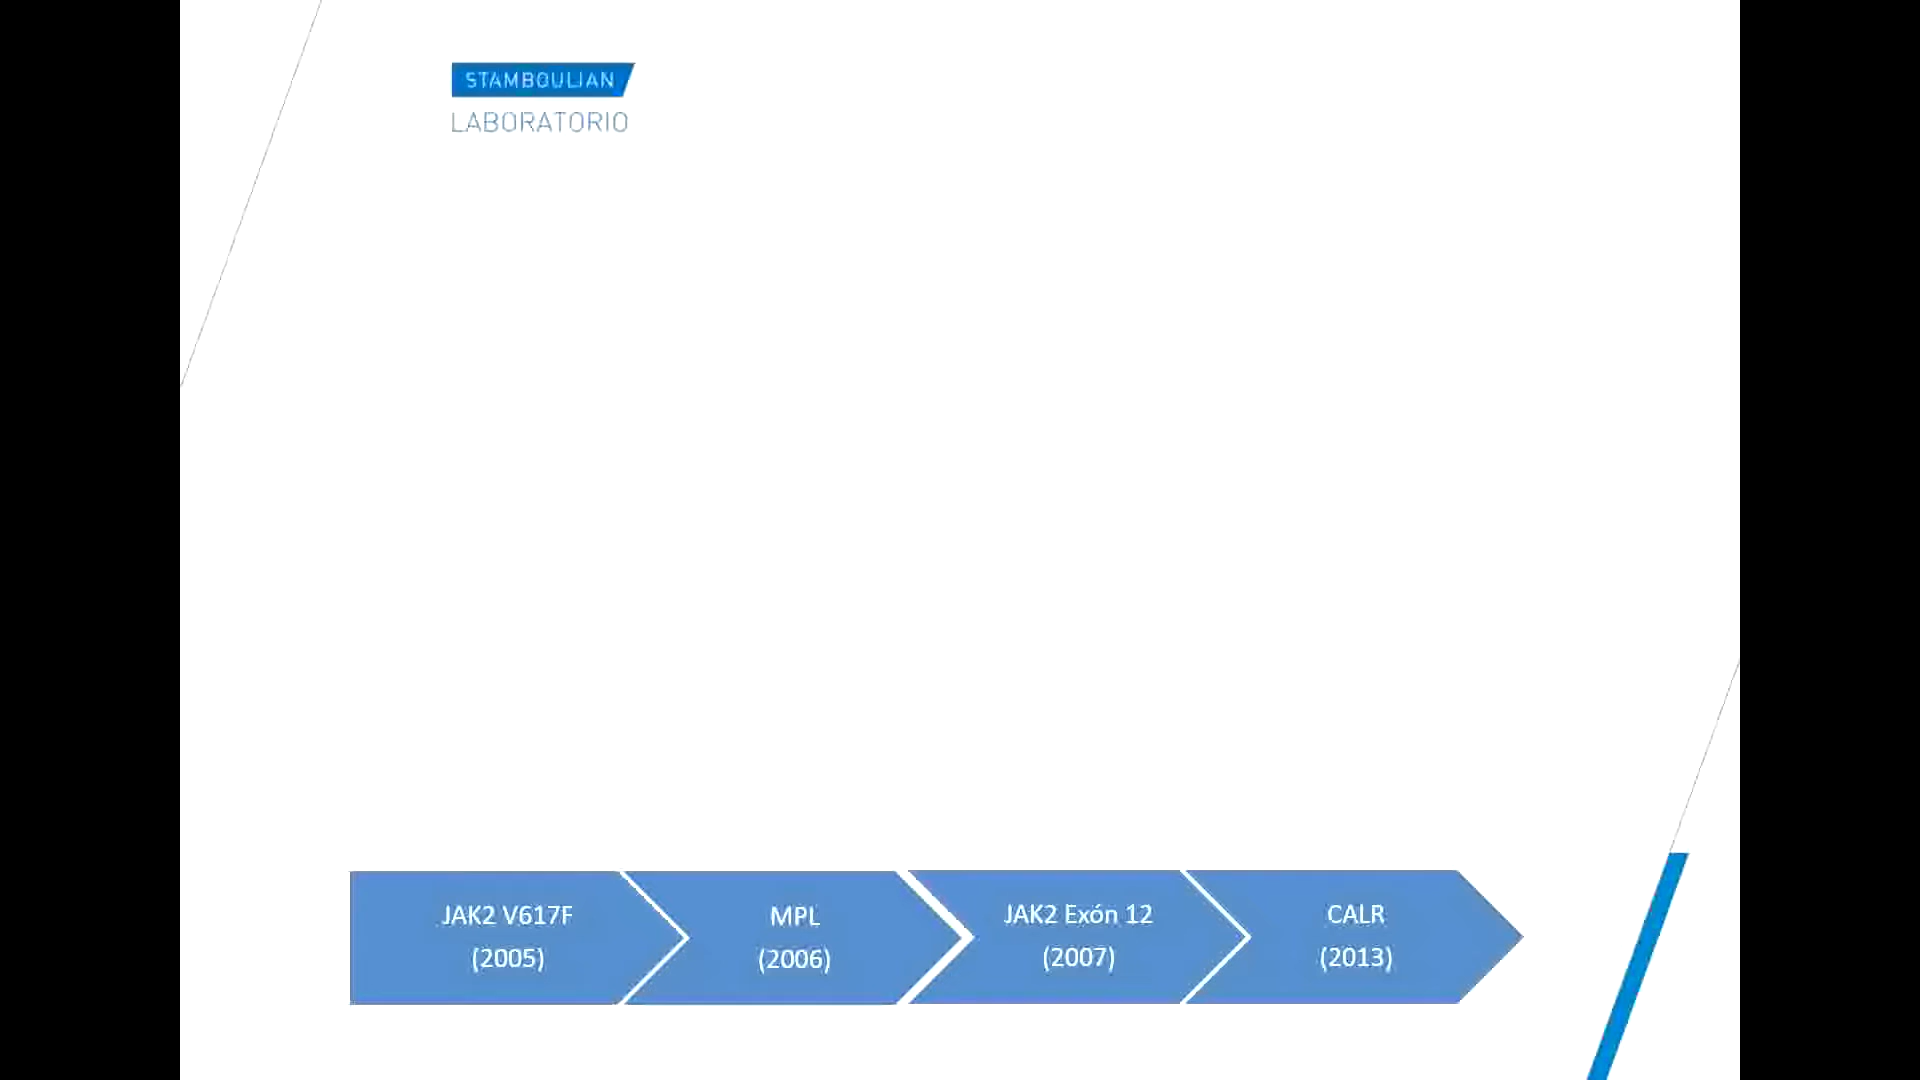 STAMBOULIAN
LABORATORIO
JAK2 V617F
(2005)
MPL
(2006)
JAK2 Exón 12
(2007)
CALR
(2013)